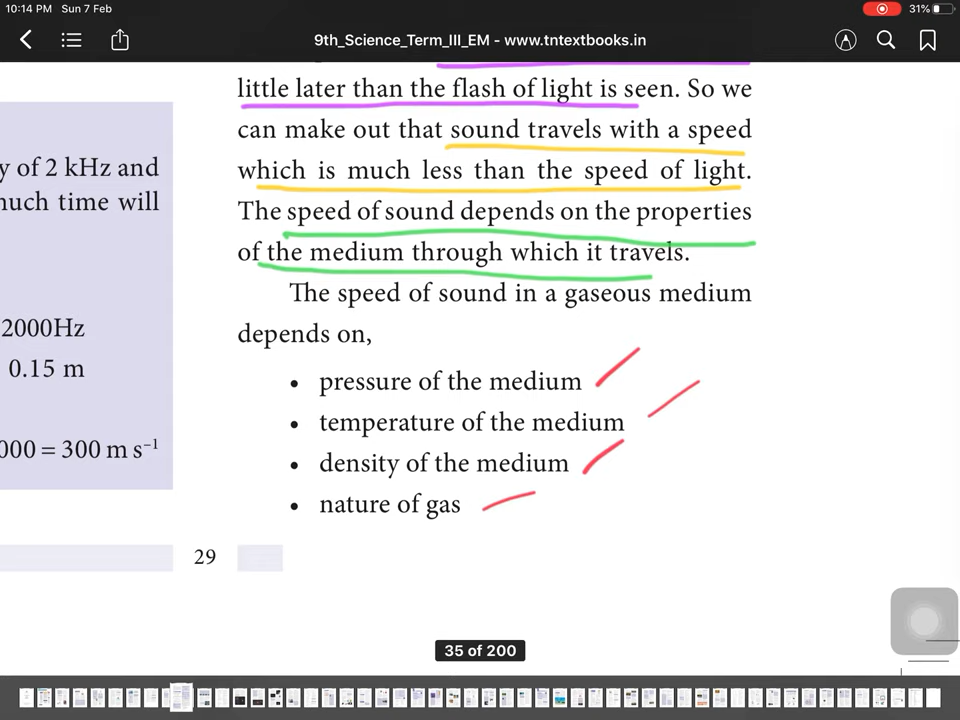 10:14 PM Sun 7 Feb
31%
9th_Science_Term_III_EM - www.tntextbooks.in
y of 2 kHz and
much time will
2000Hz
0.15 m
000 = 300 m s⁻¹
little later than the flash of light is seen. So we
can make out that sound travels with a speed
which is much less than the speed of light.
The speed of sound depends on the properties
of the medium through which it travels.
The speed of sound in a gaseous medium
depends on,
• pressure of the medium
• temperature of the medium
• density of the medium
• nature of gas
29
35 of 200